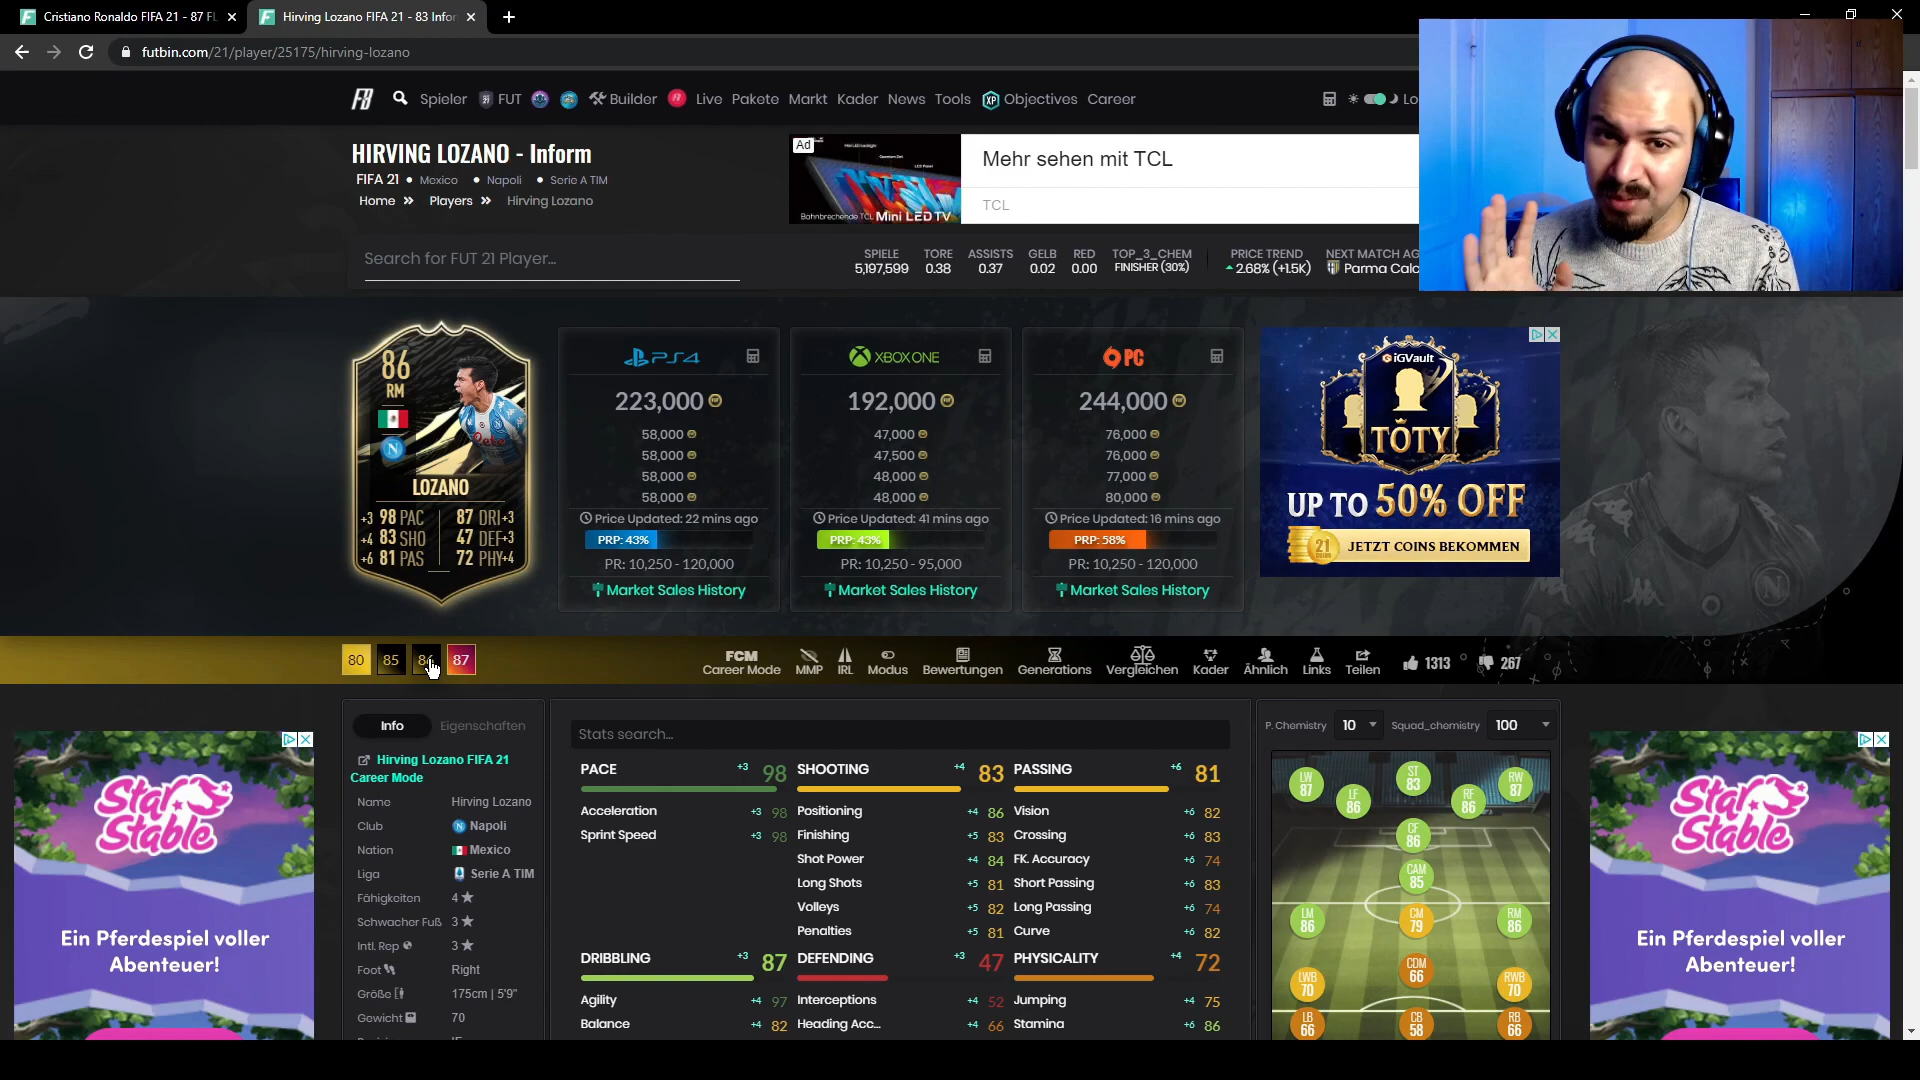 Cristiano Ronaldo FIFA 21 - 87 FL
Hirving Lozano FIFA 21 - 83 Infor
futbin.com/21/player/25175/hirving-lozano
Spieler FUT Builder Live Pakete Markt Kader News Tools XP Objectives Career Lo
HIRVING LOZANO - Inform
FIFA 21 • Mexico • Napoli • Serie A TIM
Home » Players » Hirving Lozano
Ad
Bahnbrechende TCL Mini LED TV
Mehr sehen mit TCL
TCL
Search for FUT 21 Player...
SPIELE TORE ASSISTS GELB RED TOP_3_CHEM PRICE TREND NEXT MATCH AG
5,197,599 0.38 0.37 0.02 0.00 FINISHER (30%) 2.68% (+1.5K) Parma Calc
86
RM
LOZANO
+3 98 PAC 87 DRI +3
+4 83 SHO 47 DEF +3
+6 81 PAS 72 PHY +4
PS4
223,000
58,000
58,000
58,000
58,000
Price Updated: 22 mins ago
PRP: 43%
PR: 10,250 - 120,000
Market Sales History
XBOX ONE
192,000
47,000
47,500
48,000
48,000
Price Updated: 41 mins ago
PRP: 43%
PR: 10,250 - 95,000
Market Sales History
PC
244,000
76,000
76,000
77,000
80,000
Price Updated: 16 mins ago
PRP: 58%
PR: 10,250 - 120,000
Market Sales History
iGVault
TOTY
UP TO 50% OFF
21 JETZT COINS BEKOMMEN
80 85 87
FCM
Career Mode MMP IRL Modus Bewertungen Generations Vergleichen Kader Ähnlich Links Teilen 1313 267
Star Stable
Ein Pferdespiel voller
Abenteuer!
Info Eigenschaften
Hirving Lozano FIFA 21
Career Mode
Name Hirving Lozano
Club Napoli
Nation Mexico
Liga Serie A TIM
Fähigkeiten 4
Schwacher Fuß 3
Intl. Rep 3
Foot Right
Größe 175cm | 5'9"
Gewicht 70
Stats search...
PACE +3 98 SHOOTING +4 83 PASSING +6 81
Acceleration +3 98 Positioning +4 86 Vision +6 82
Sprint Speed +3 98 Finishing +5 83 Crossing +6 83
Shot Power +4 84 FK. Accuracy +6 74
Long Shots +5 81 Short Passing +6 83
Volleys +5 82 Long Passing +6 74
Penalties +5 81 Curve +6 82
DRIBBLING +3 87 DEFENDING +3 47 PHYSICALITY +4 72
Agility +4 97 Interceptions +4 52 Jumping +4 75
Balance +4 82 Heading Acc... +4 66 Stamina +6 86
P. Chemistry 10 Squad_chemistry 100
LW 87
ST 83
RW 87
LF 86
RF 86
CF 86
CAM 85
LM 86
CM 79
RM 86
CDM 66
LWB 70
RWB 70
LB 66
CB 58
RB 66
Star Stable
Ein Pferdespiel voller
Abenteuer!